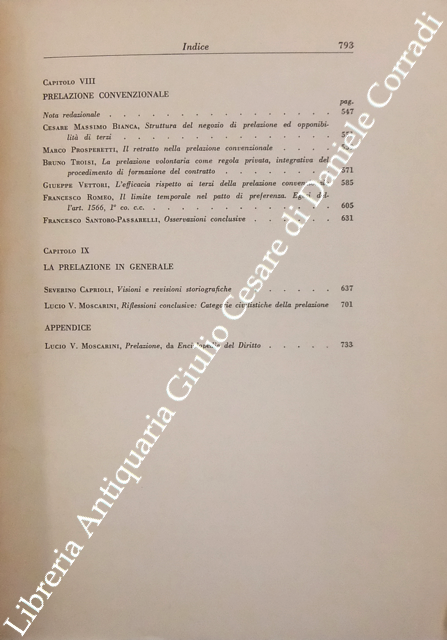 Indice 793
CAPITOLO VIII
PRELAZIONE CONVENZIONALE
pag.
Nota redazionale . . . . . . . . . . . . 547
CESARE MASSIMO BIANCA, Struttura del negozio di prelazione ed opponibi-
lità di terzi . . . . . . . . . . . .
MARCO PROSPERETTI, Il retratto nella prelazione convenzionale . . . .
BRUNO TROISI, La prelazione volontaria come regola privata, integrativa del
procedimento di formazione del contratto . . . . . . . 571
GIUEPPE VETTORI, L'efficacia rispetto ai terzi della prelazione 585
FRANCESCO ROMEO, Il limite temporale nel patto di preferenza.
l'art. 1566, 1° co. c.c. . . . . . . . . . . . 605
FRANCESCO SANTORO-PASSARELLI, Osservazioni conclusive . . . . . 631
CAPITOLO IX
LA PRELAZIONE IN GENERALE
SEVERINO CAPRIOLI, Visioni e revisioni storiografiche . . . . . 637
LUCIO V. MOSCARINI, Riflessioni conclusive: Categorie civilistiche della prelazione 701
APPENDICE
LUCIO V. MOSCARINI, Prelazione, da Enciclopedia del Diritto . . . . . 733
Libreria Antiquaria Giulio Cesare di Daniele Corradi